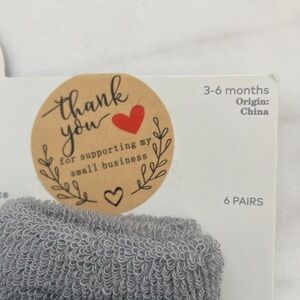 thank
you
for supporting my
small business
3-6 months
Origin:
China
6 PAIRS
®